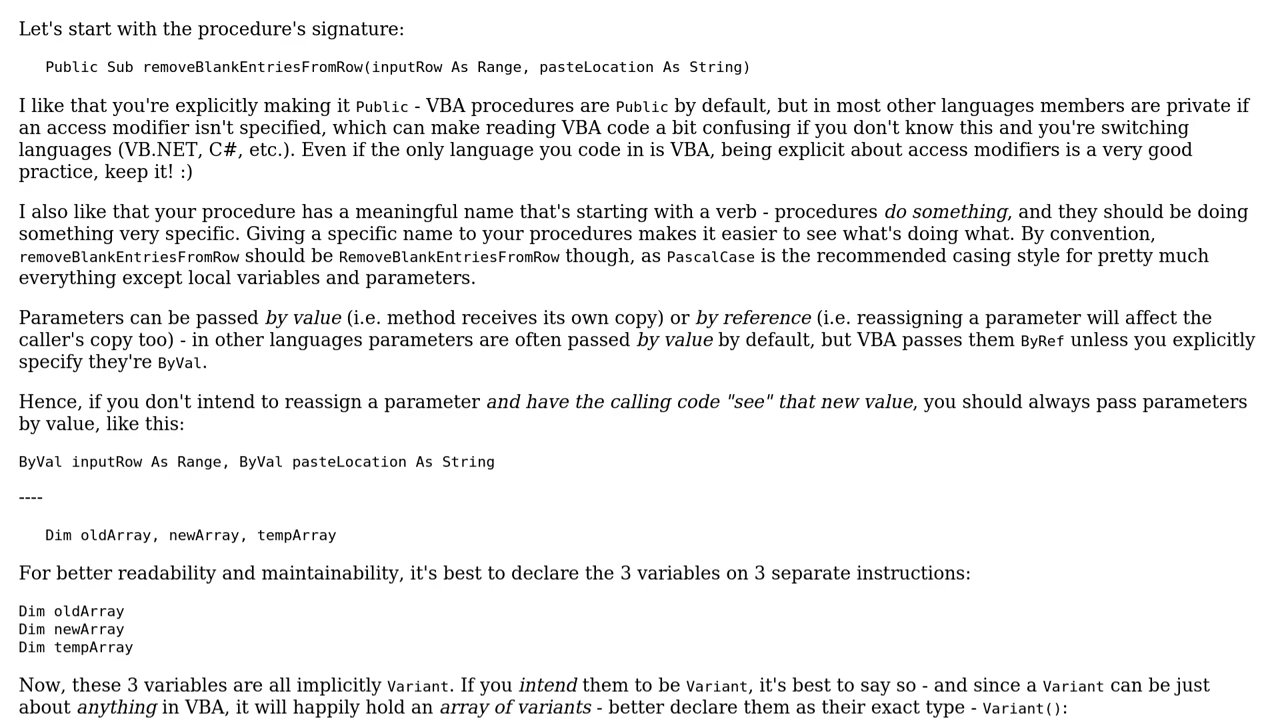 Let's start with the procedure's signature:
Public Sub removeBlankEntriesFromRow(inputRow As Range, pasteLocation As String)
I like that you're explicitly making it Public - VBA procedures are Public by default, but in most other languages members are private if
an access modifier isn't specified, which can make reading VBA code a bit confusing if you don't know this and you're switching
languages (VB.NET, C#, etc.). Even if the only language you code in is VBA, being explicit about access modifiers is a very good
practice, keep it! :)
I also like that your procedure has a meaningful name that's starting with a verb - procedures do something, and they should be doing
something very specific. Giving a specific name to your procedures makes it easier to see what's doing what. By convention,
removeBlankEntriesFromRow should be RemoveBlankEntriesFromRow though, as PascalCase is the recommended casing style for pretty much
everything except local variables and parameters.
Parameters can be passed by value (i.e. method receives its own copy) or by reference (i.e. reassigning a parameter will affect the
caller's copy too) - in other languages parameters are often passed by value by default, but VBA passes them ByRef unless you explicitly
specify they're ByVal.
Hence, if you don't intend to reassign a parameter and have the calling code "see" that new value, you should always pass parameters
by value, like this:
ByVal inputRow As Range, ByVal pasteLocation As String
----
Dim oldArray, newArray, tempArray
For better readability and maintainability, it's best to declare the 3 variables on 3 separate instructions:
Dim oldArray
Dim newArray
Dim tempArray
Now, these 3 variables are all implicitly Variant. If you intend them to be Variant, it's best to say so - and since a Variant can be just
about anything in VBA, it will happily hold an array of variants - better declare them as their exact type - Variant():